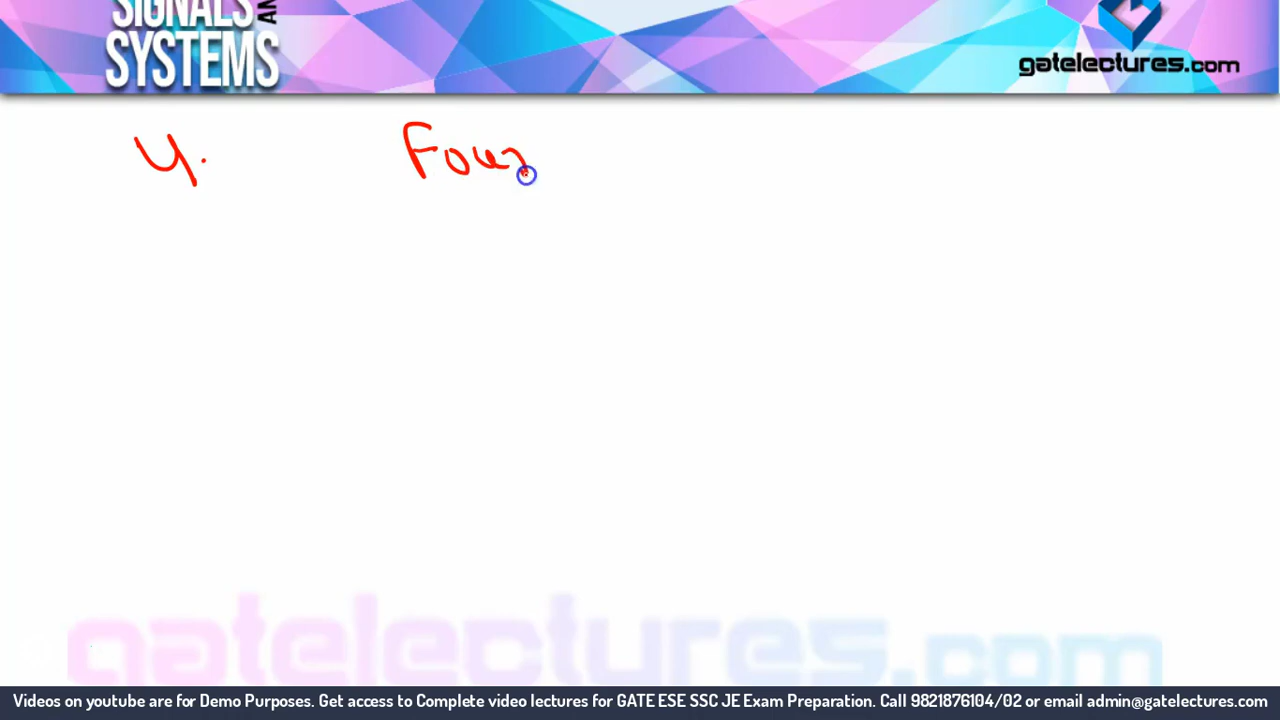 SIGNALS AND
SYSTEMS
gatelectures.com
4. Four
gatelectures.com
Videos on youtube are for Demo Purposes. Get access to Complete video lectures for GATE ESE SSC JE Exam Preparation. Call 9821876104/02 or email admin@gatelectures.com